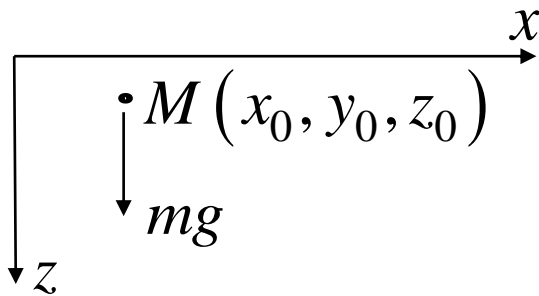 x
M(x₀, y₀, z₀)
mg
z